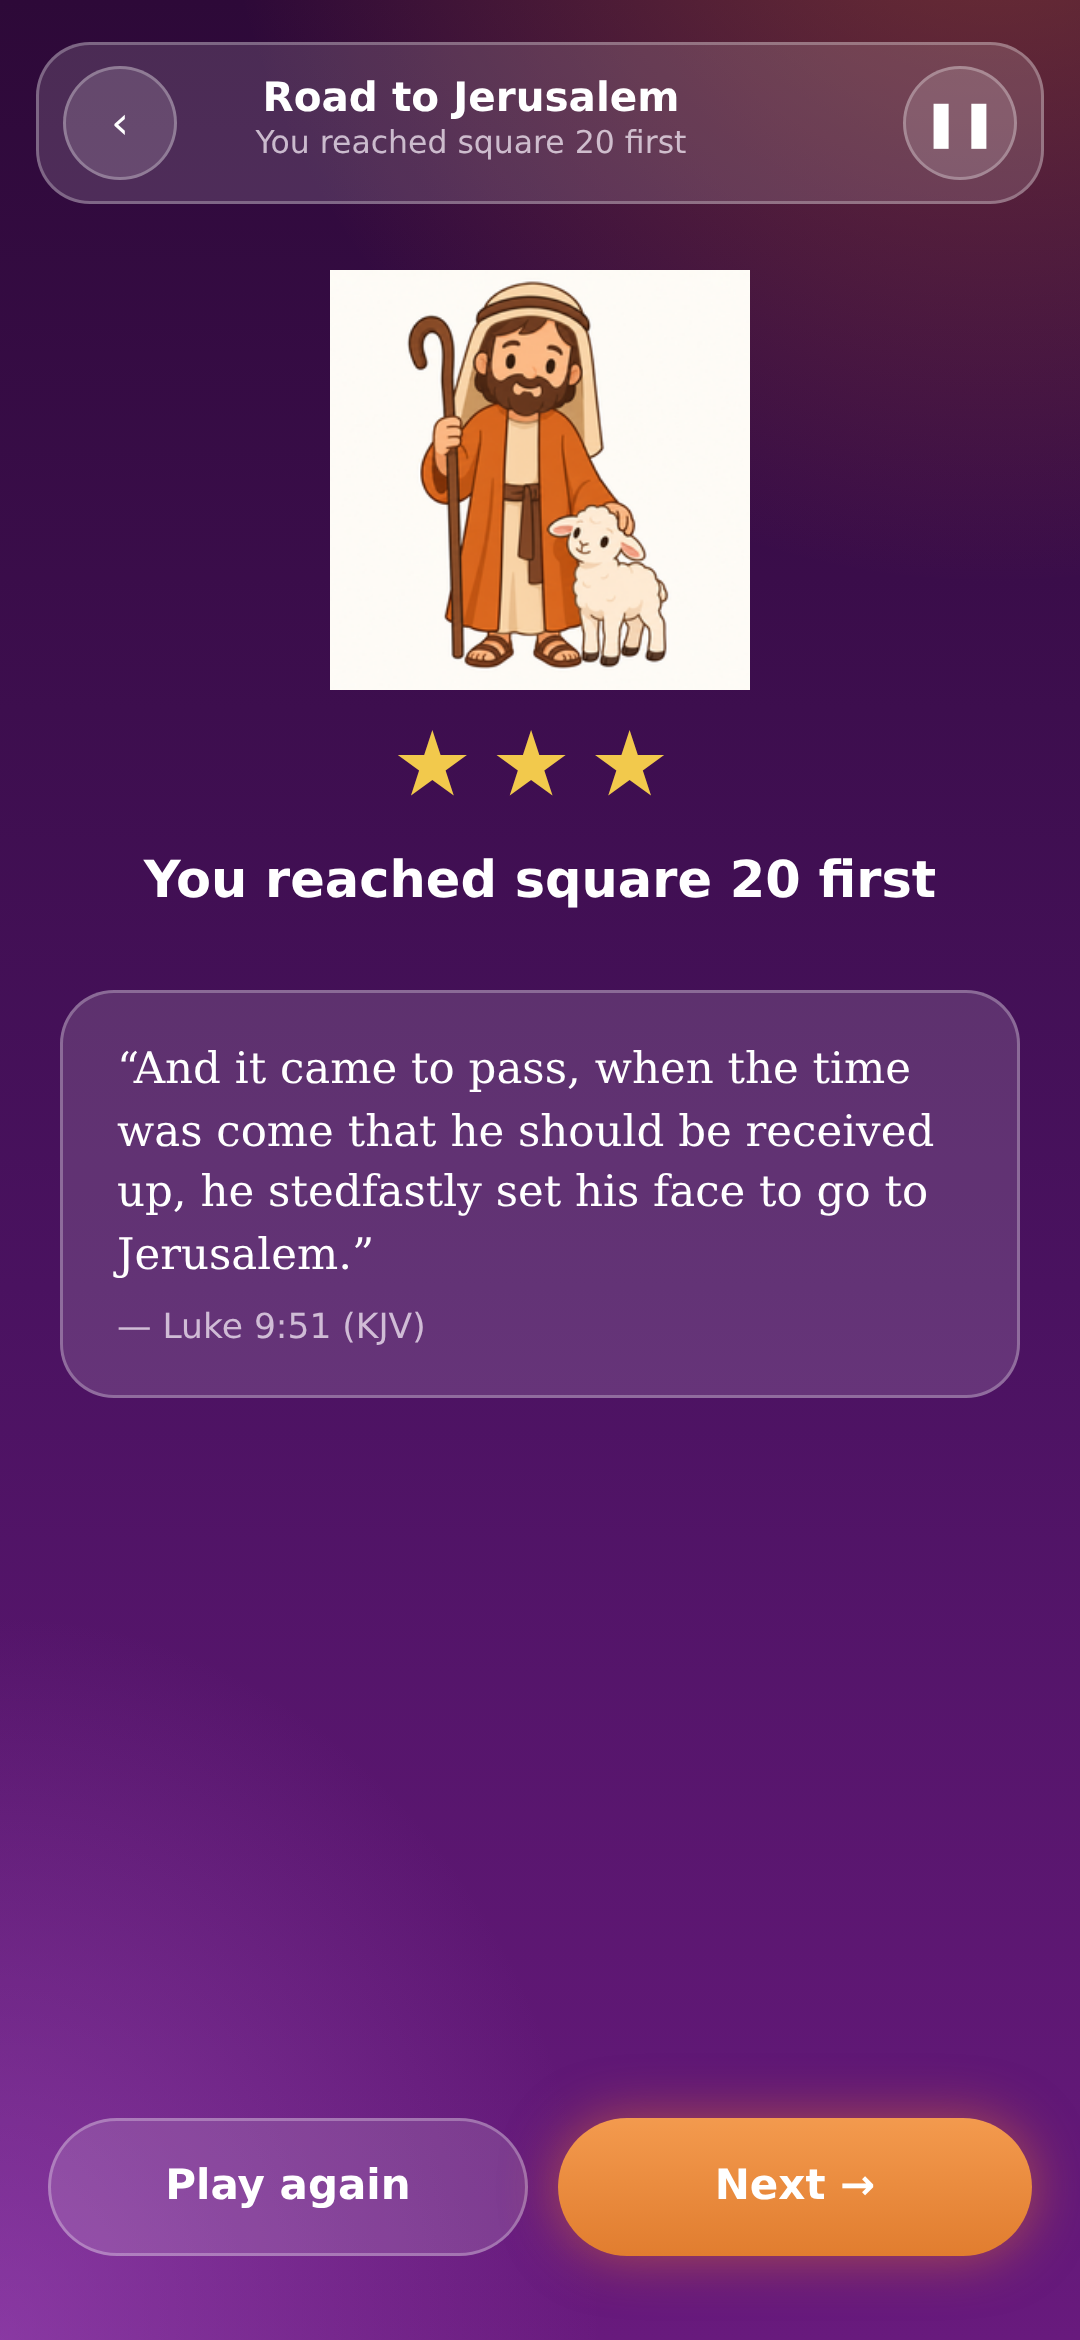 Road to Jerusalem
You reached square 20 first
You reached square 20 first
“And it came to pass, when the time
was come that he should be received
up, he stedfastly set his face to go to
Jerusalem.”
— Luke 9:51 (KJV)
Play again
Next →